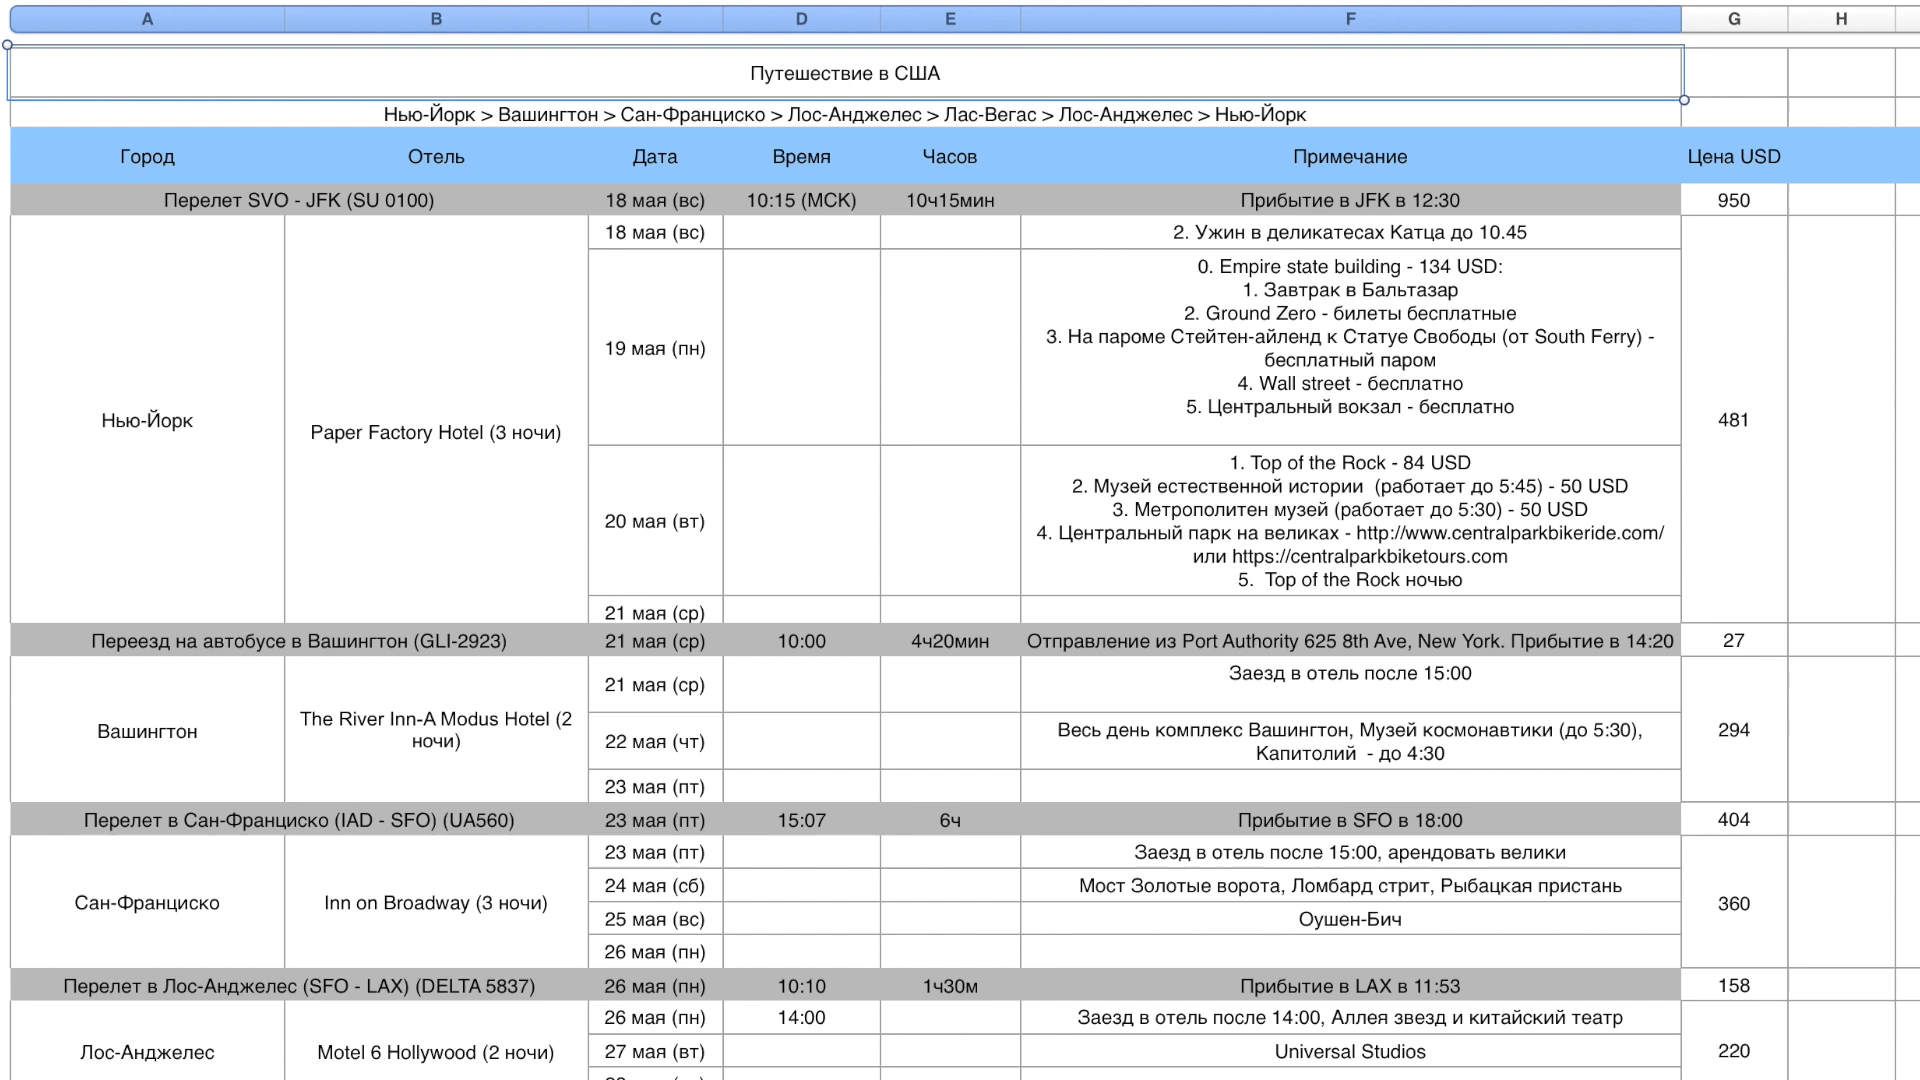 A B C D E F G H
Путешествие в США
Нью-Йорк > Вашингтон > Сан-Франциско > Лос-Анджелес > Лас-Вегас > Лос-Анджелес > Нью-Йорк
Город Отель Дата Время Часов Примечание Цена USD
Перелет SVO - JFK (SU 0100) 18 мая (вс) 10:15 (МСК) 10ч15мин Прибытие в JFK в 12:30 950
18 мая (вс) 2. Ужин в деликатесах Катца до 10.45
Нью-Йорк
Paper Factory Hotel (3 ночи)
19 мая (пн)
0. Empire state building - 134 USD:
1. Завтрак в Бальтазар
2. Ground Zero - билеты бесплатные
3. На пароме Стейтен-айленд к Статуе Свободы (от South Ferry) -
бесплатный паром
4. Wall street - бесплатно
5. Центральный вокзал - бесплатно
481
20 мая (вт)
1. Top of the Rock - 84 USD
2. Музей естественной истории  (работает до 5:45) - 50 USD
3. Метрополитен музей (работает до 5:30) - 50 USD
4. Центральный парк на великах - http://www.centralparkbikeride.com/
или https://centralparkbiketours.com
5.  Top of the Rock ночью
21 мая (ср)
Переезд на автобусе в Вашингтон (GLI-2923) 21 мая (ср) 10:00 4ч20мин Отправление из Port Authority 625 8th Ave, New York. Прибытие в 14:20 27
21 мая (ср) Заезд в отель после 15:00
Вашингтон
The River Inn-A Modus Hotel (2
ночи)
22 мая (чт)
Весь день комплекс Вашингтон, Музей космонавтики (до 5:30),
Капитолий  - до 4:30
294
23 мая (пт)
Перелет в Сан-Франциско (IAD - SFO) (UA560) 23 мая (пт) 15:07 6ч Прибытие в SFO в 18:00 404
23 мая (пт) Заезд в отель после 15:00, арендовать велики
24 мая (сб) Мост Золотые ворота, Ломбард стрит, Рыбацкая пристань
Сан-Франциско Inn on Broadway (3 ночи) 360
25 мая (вс) Оушен-Бич
26 мая (пн)
Перелет в Лос-Анджелес (SFO - LAX) (DELTA 5837) 26 мая (пн) 10:10 1ч30м Прибытие в LAX в 11:53 158
26 мая (пн) 14:00 Заезд в отель после 14:00, Аллея звезд и китайский театр
Лос-Анджелес Motel 6 Hollywood (2 ночи) 27 мая (вт) Universal Studios 220